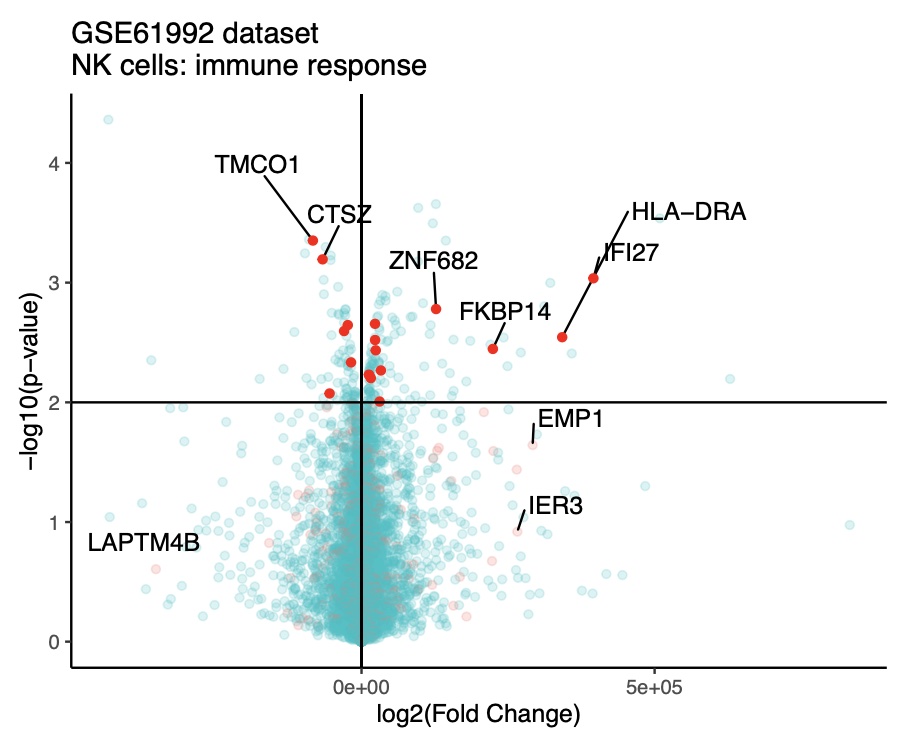 GSE61992 dataset
NK cells: immune response
TMCO1
CTSZ
HLA−DRA
IFI27
ZNF682
FKBP14
EMP1
IER3
LAPTM4B
−log10(p−value)
4
3
2
1
0
0e+00
5e+05
log2(Fold Change)